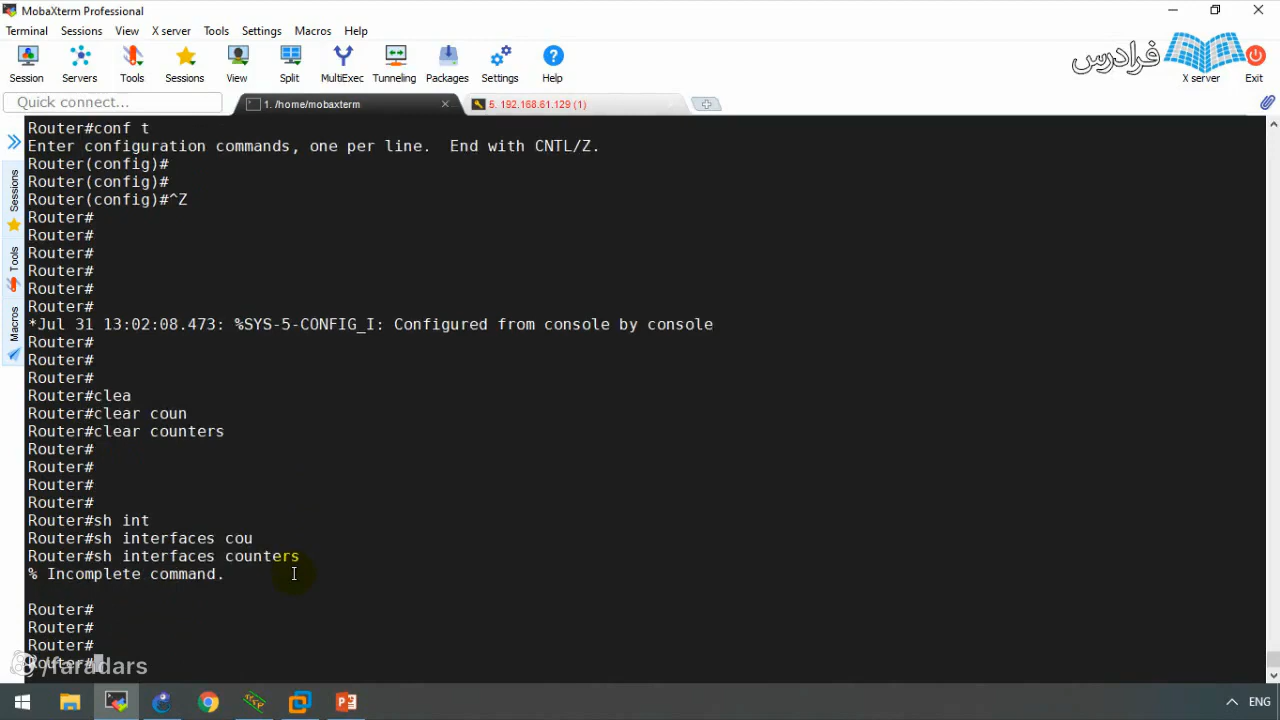 MobaXterm Professional
Terminal Sessions View X server Tools Settings Macros Help
Session Servers Tools Sessions View Split MultiExec Tunneling Packages Settings Help
فرادرس
X server Exit
Quick connect...
1. /home/mobaxterm
5. 192.168.61.129 (1)
Sessions
Tools
Macros
Router#conf t
Enter configuration commands, one per line.  End with CNTL/Z.
Router(config)#
Router(config)#
Router(config)#^Z
Router#
Router#
Router#
Router#
Router#
Router#
*Jul 31 13:02:08.473: %SYS-5-CONFIG_I: Configured from console by console
Router#
Router#
Router#
Router#clea
Router#clear coun
Router#clear counters
Router#
Router#
Router#
Router#
Router#sh int
Router#sh interfaces cou
Router#sh interfaces counters
% Incomplete command.
Router#
Router#
Router#
Router#
/faradars
ENG